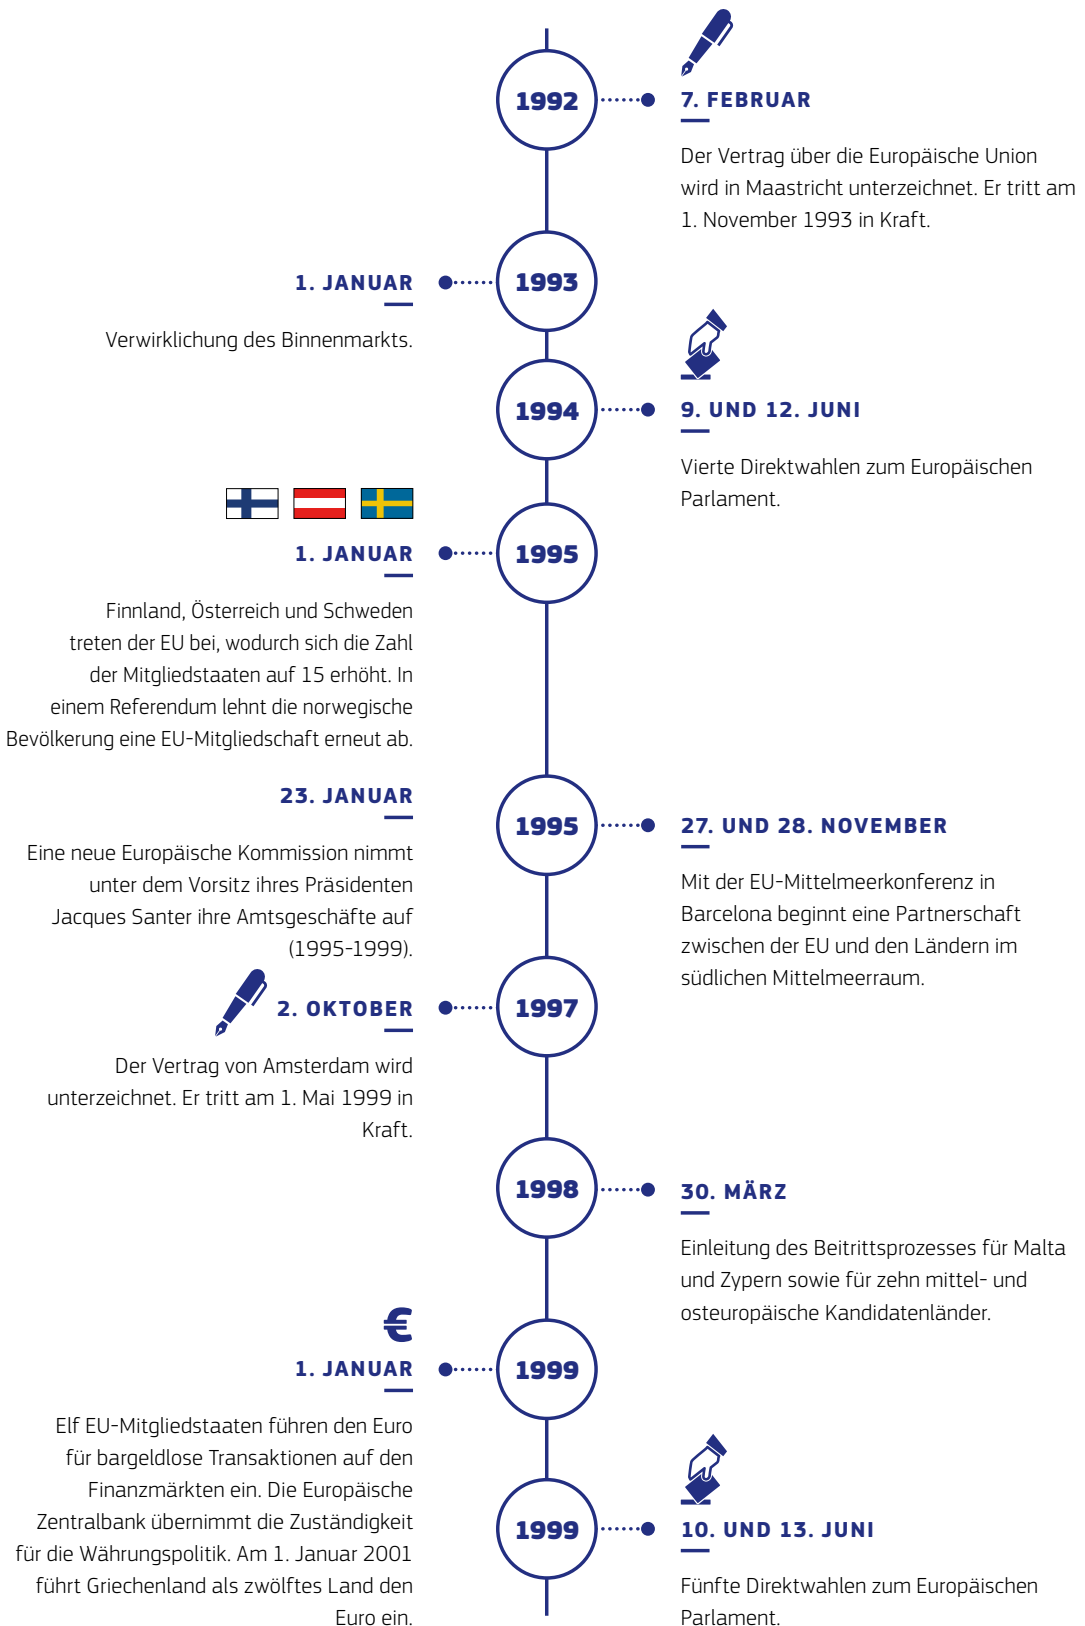 1992
7. FEBRUAR
Der Vertrag über die Europäische Union
wird in Maastricht unterzeichnet. Er tritt am
1. November 1993 in Kraft.
1993
1. JANUAR
Verwirklichung des Binnenmarkts.
1994
9. UND 12. JUNI
Vierte Direktwahlen zum Europäischen
Parlament.
1995
1. JANUAR
Finnland, Österreich und Schweden
treten der EU bei, wodurch sich die Zahl
der Mitgliedstaaten auf 15 erhöht. In
einem Referendum lehnt die norwegische
Bevölkerung eine EU-Mitgliedschaft erneut ab.
23. JANUAR
Eine neue Europäische Kommission nimmt
unter dem Vorsitz ihres Präsidenten
Jacques Santer ihre Amtsgeschäfte auf
(1995-1999).
1995
27. UND 28. NOVEMBER
Mit der EU-Mittelmeerkonferenz in
Barcelona beginnt eine Partnerschaft
zwischen der EU und den Ländern im
südlichen Mittelmeerraum.
1997
2. OKTOBER
Der Vertrag von Amsterdam wird
unterzeichnet. Er tritt am 1. Mai 1999 in
Kraft.
1998
30. MÄRZ
Einleitung des Beitrittsprozesses für Malta
und Zypern sowie für zehn mittel- und
osteuropäische Kandidatenländer.
1999
€
1. JANUAR
Elf EU-Mitgliedstaaten führen den Euro
für bargeldlose Transaktionen auf den
Finanzmärkten ein. Die Europäische
Zentralbank übernimmt die Zuständigkeit
für die Währungspolitik. Am 1. Januar 2001
führt Griechenland als zwölftes Land den
Euro ein.
1999
10. UND 13. JUNI
Fünfte Direktwahlen zum Europäischen
Parlament.